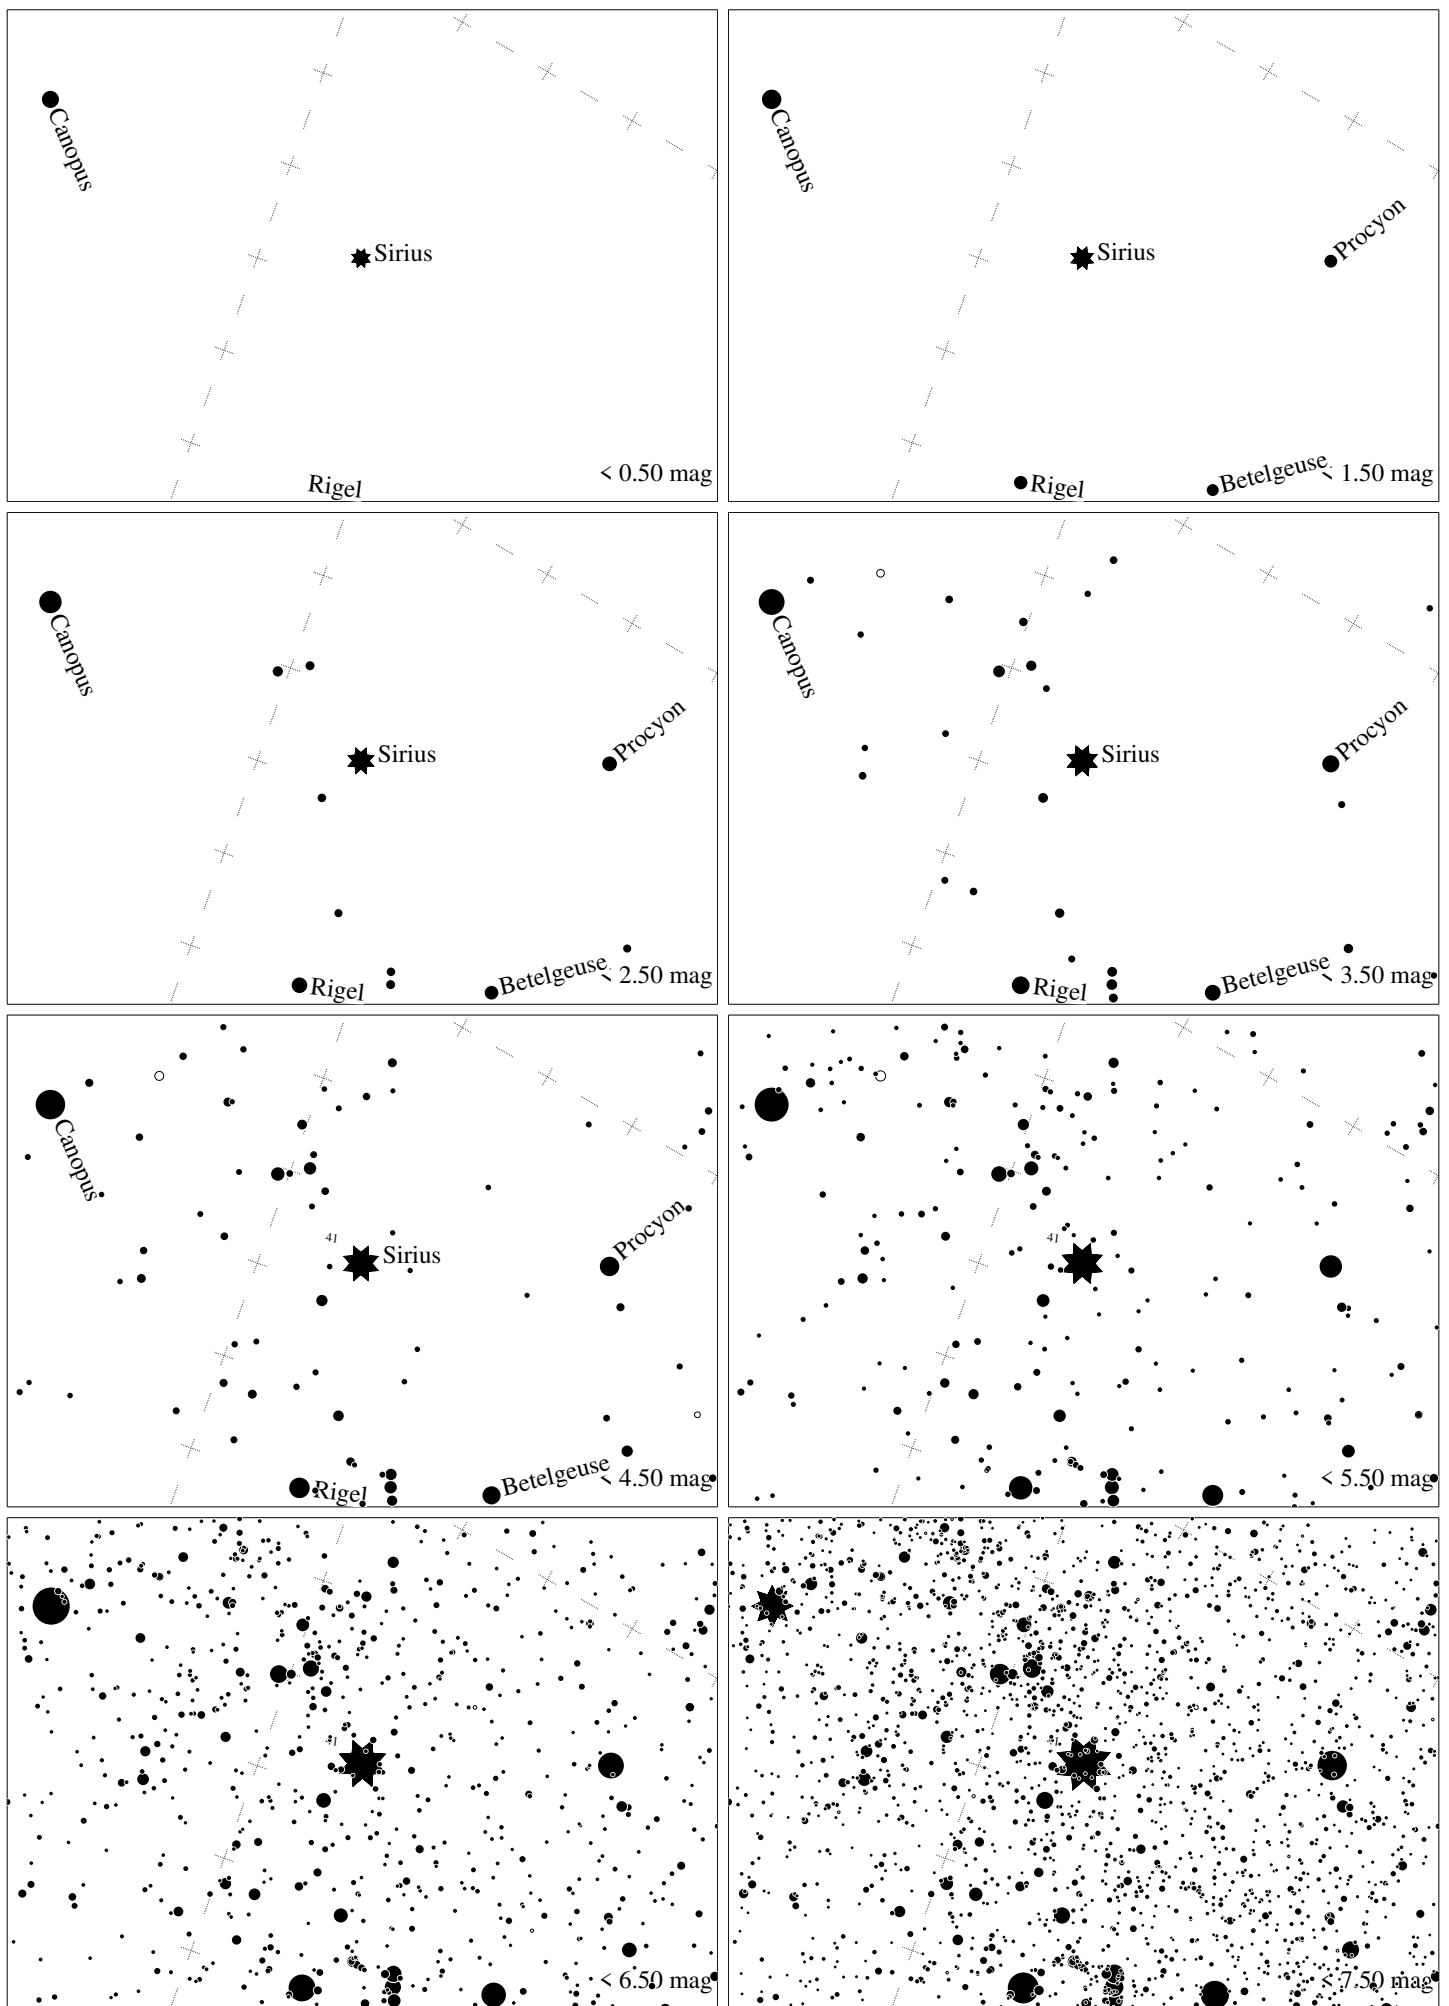 Canopus
Sirius
Rigel
< 0.50 mag
Canopus
Sirius
Procyon
Rigel
Betelgeuse
< 1.50 mag
Canopus
Sirius
Procyon
Rigel
Betelgeuse
< 2.50 mag
Canopus
Sirius
Procyon
Rigel
Betelgeuse
< 3.50 mag
Canopus
41
Sirius
Procyon
Rigel
Betelgeuse
< 4.50 mag
41
< 5.50 mag
< 6.50 mag
< 7.50 mag